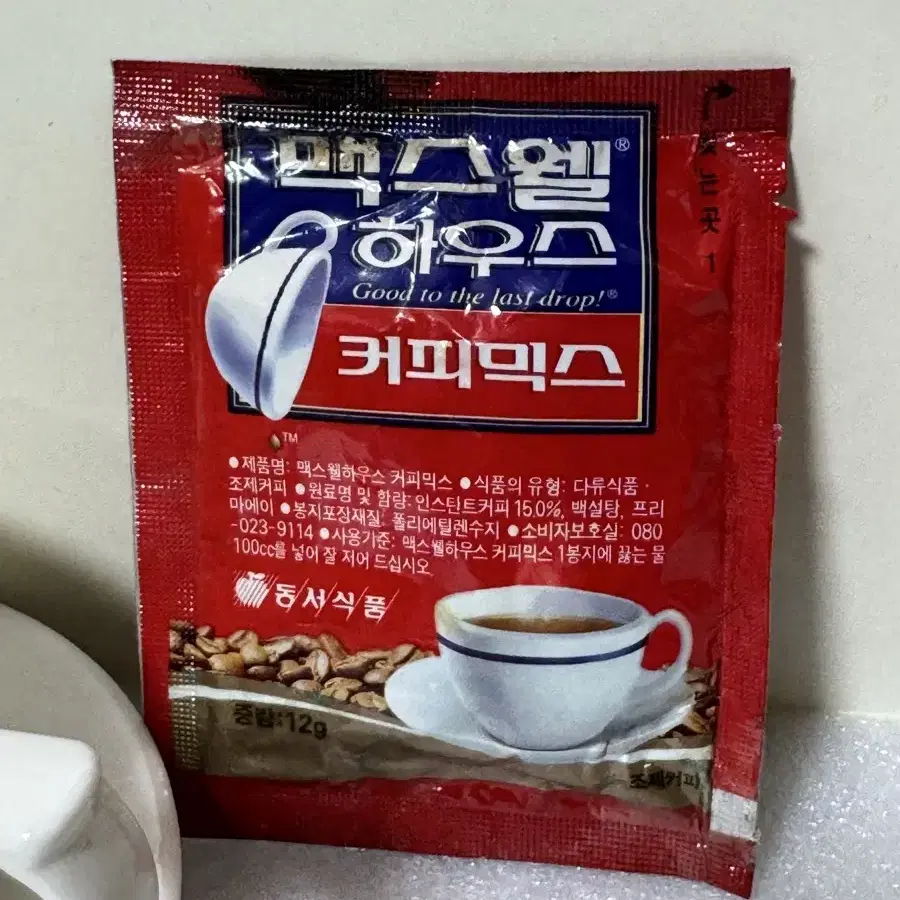 맥스웰®
하우스
Good to the last drop!®
커피믹스
TM
●제품명: 맥스웰하우스 커피믹스 ●식품의 유형: 다류식품·
조제커피 ●원료명 및 함량: 인스탄트커피 15.0%, 백설탕, 프리
마에이 ●봉지포장재질: 폴리에틸렌수지 ●소비자보호실: 080
-023-9114 ●사용기준: 맥스웰하우스 커피믹스 1봉지에 끓는 물
100cc를 넣어 잘 저어 드십시오
동서식품
중량:12g
조제커피
는 곳 1